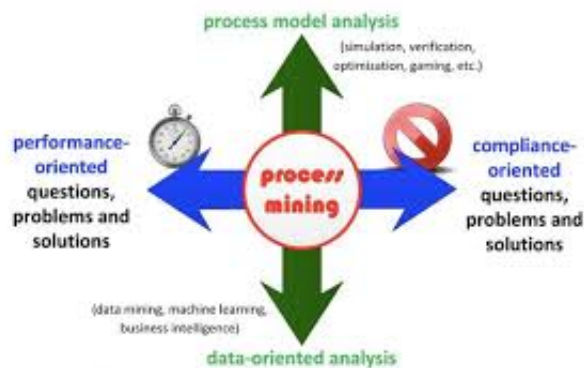 process model analysis
(simulation, verification,
optimization, gaming, etc.)
performance-
oriented
questions,
problems and
solutions
process
mining
compliance-
oriented
questions,
problems and
solutions
(data mining, machine learning,
business intelligence)
data-oriented analysis